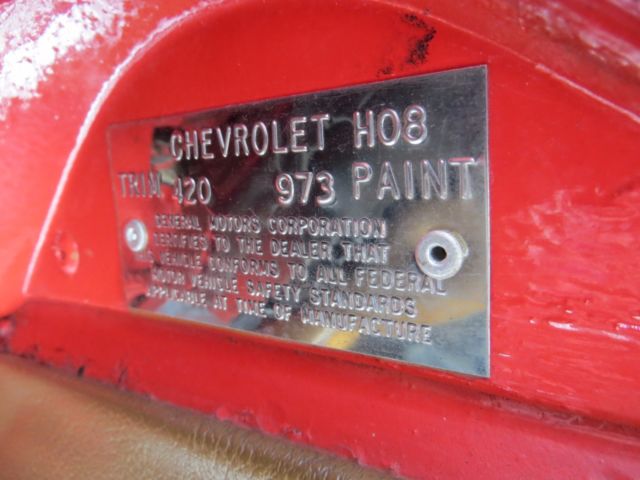 CHEVROLET H08
TRIM 420 973 PAINT
GENERAL MOTORS CORPORATION
CERTIFIES TO THE DEALER THAT
THIS VEHICLE CONFORMS TO ALL FEDERAL
MOTOR VEHICLE SAFETY STANDARDS
APPLICABLE AT TIME OF MANUFACTURE